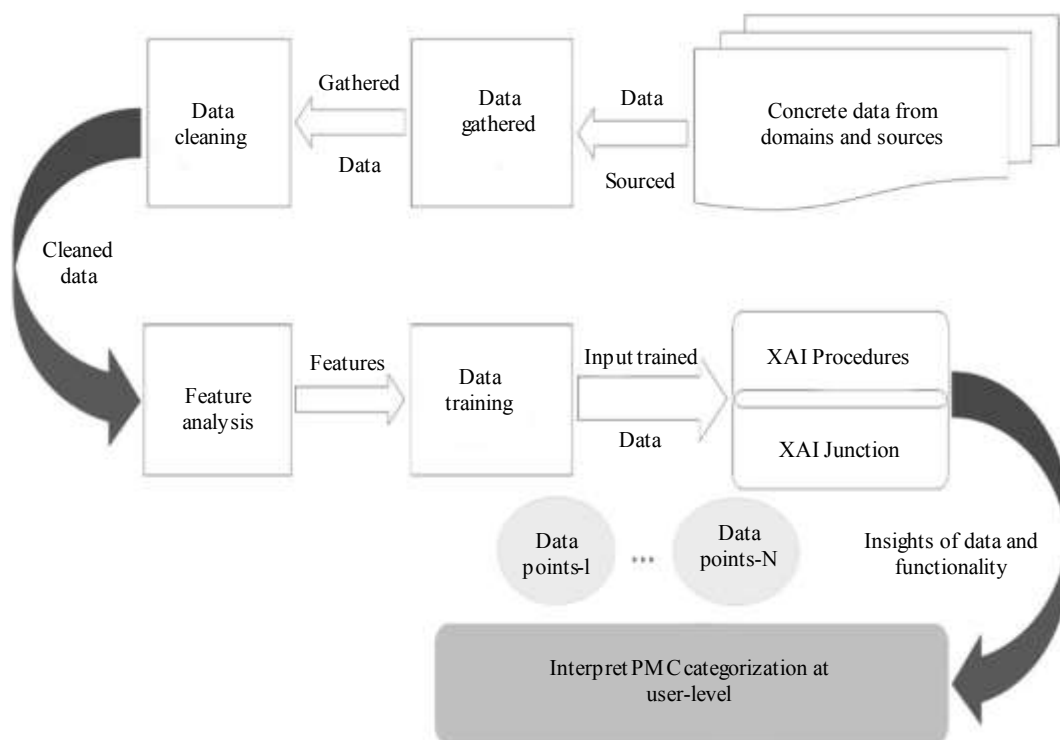 Concrete data from
domains and sources
Data
Sourced
Data
gathered
Gathered
Data
Data
cleaning
Cleaned
data
Feature
analysis
Features
Data
training
Input trained
Data
XAI Procedures
XAI Junction
Insights of data and
functionality
Data
points-l
...
Data
points-N
Interpret PMC categorization at
user-level